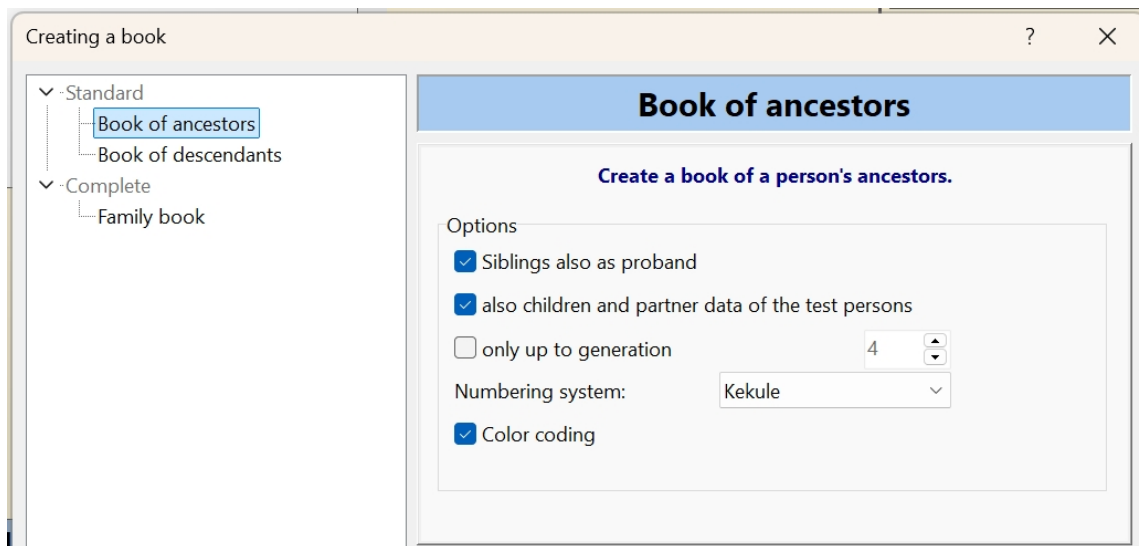 Creating a book
?
Standard
Book of ancestors
Book of descendants
Complete
Family book
Book of ancestors
Create a book of a person's ancestors.
Options
Siblings also as proband
also children and partner data of the test persons
only up to generation 4
Numbering system: Kekule
Color coding